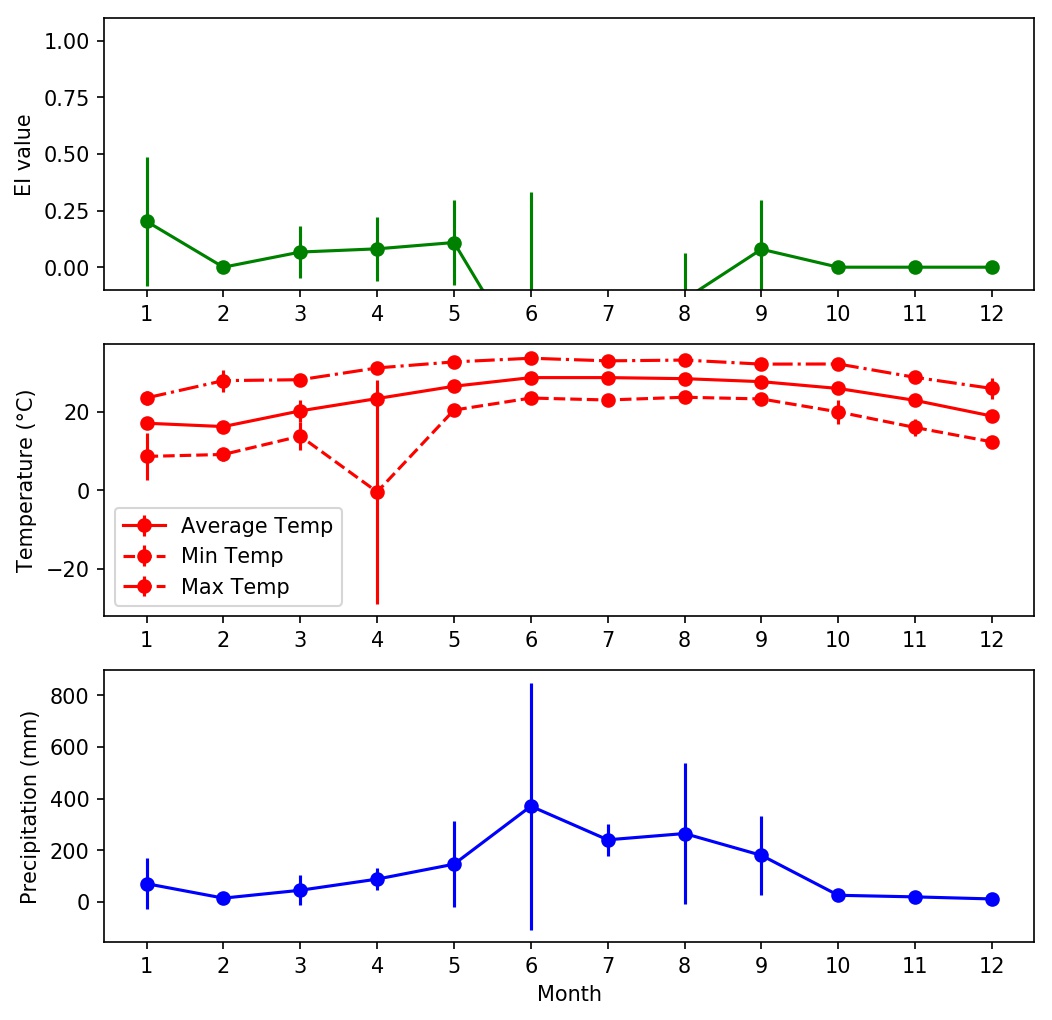 EI value
1.00
0.75
0.50
0.25
0.00
1 2 3 4 5 6 7 8 9 10 11 12
Temperature (°C)
20
0
−20
Average Temp
Min Temp
Max Temp
1 2 3 4 5 6 7 8 9 10 11 12
Precipitation (mm)
800
600
400
200
0
1 2 3 4 5 6 7 8 9 10 11 12
Month